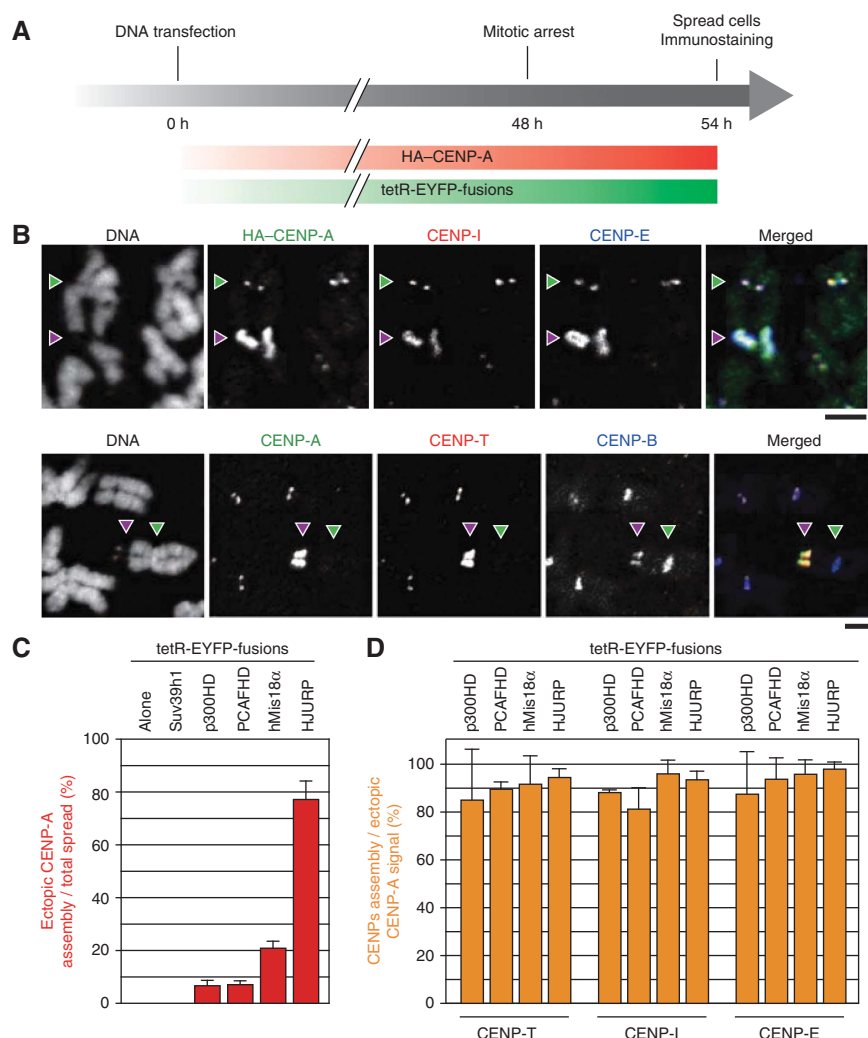 A
DNA transfection
Mitotic arrest
Spread cells
Immunostaining
0 h
48 h
54 h
HA–CENP-A
tetR-EYFP-fusions
B
DNA
HA–CENP-A
CENP-I
CENP-E
Merged
DNA
CENP-A
CENP-T
CENP-B
Merged
C
tetR-EYFP-fusions
Alone
Suv39h1
p300HD
PCAFHD
hMis18α
HJURP
Ectopic CENP-A
assembly / total spread (%)
100
80
60
40
20
0
D
tetR-EYFP-fusions
p300HD
PCAFHD
hMis18α
HJURP
p300HD
PCAFHD
hMis18α
HJURP
p300HD
PCAFHD
hMis18α
HJURP
CENPs assembly / ectopic
CENP-A signal (%)
100
80
60
40
20
0
CENP-T
CENP-I
CENP-E